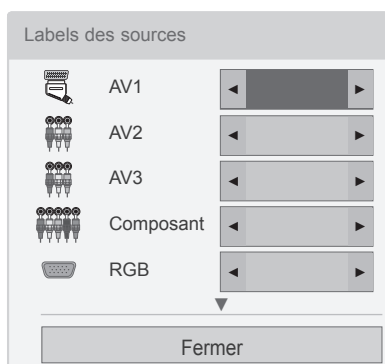 Labels des sources
AV1
AV2
AV3
Composant
RGB
Fermer